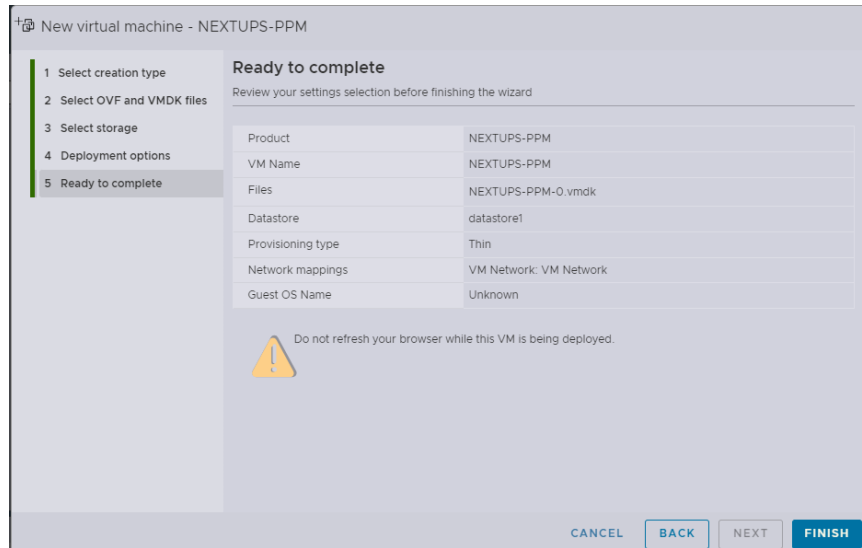 New virtual machine - NEXTUPS-PPM
1 Select creation type
2 Select OVF and VMDK files
3 Select storage
4 Deployment options
5 Ready to complete
Ready to complete
Review your settings selection before finishing the wizard
Product NEXTUPS-PPM
VM Name NEXTUPS-PPM
Files NEXTUPS-PPM-0.vmdk
Datastore datastore1
Provisioning type Thin
Network mappings VM Network: VM Network
Guest OS Name Unknown
Do not refresh your browser while this VM is being deployed.
CANCEL BACK NEXT FINISH